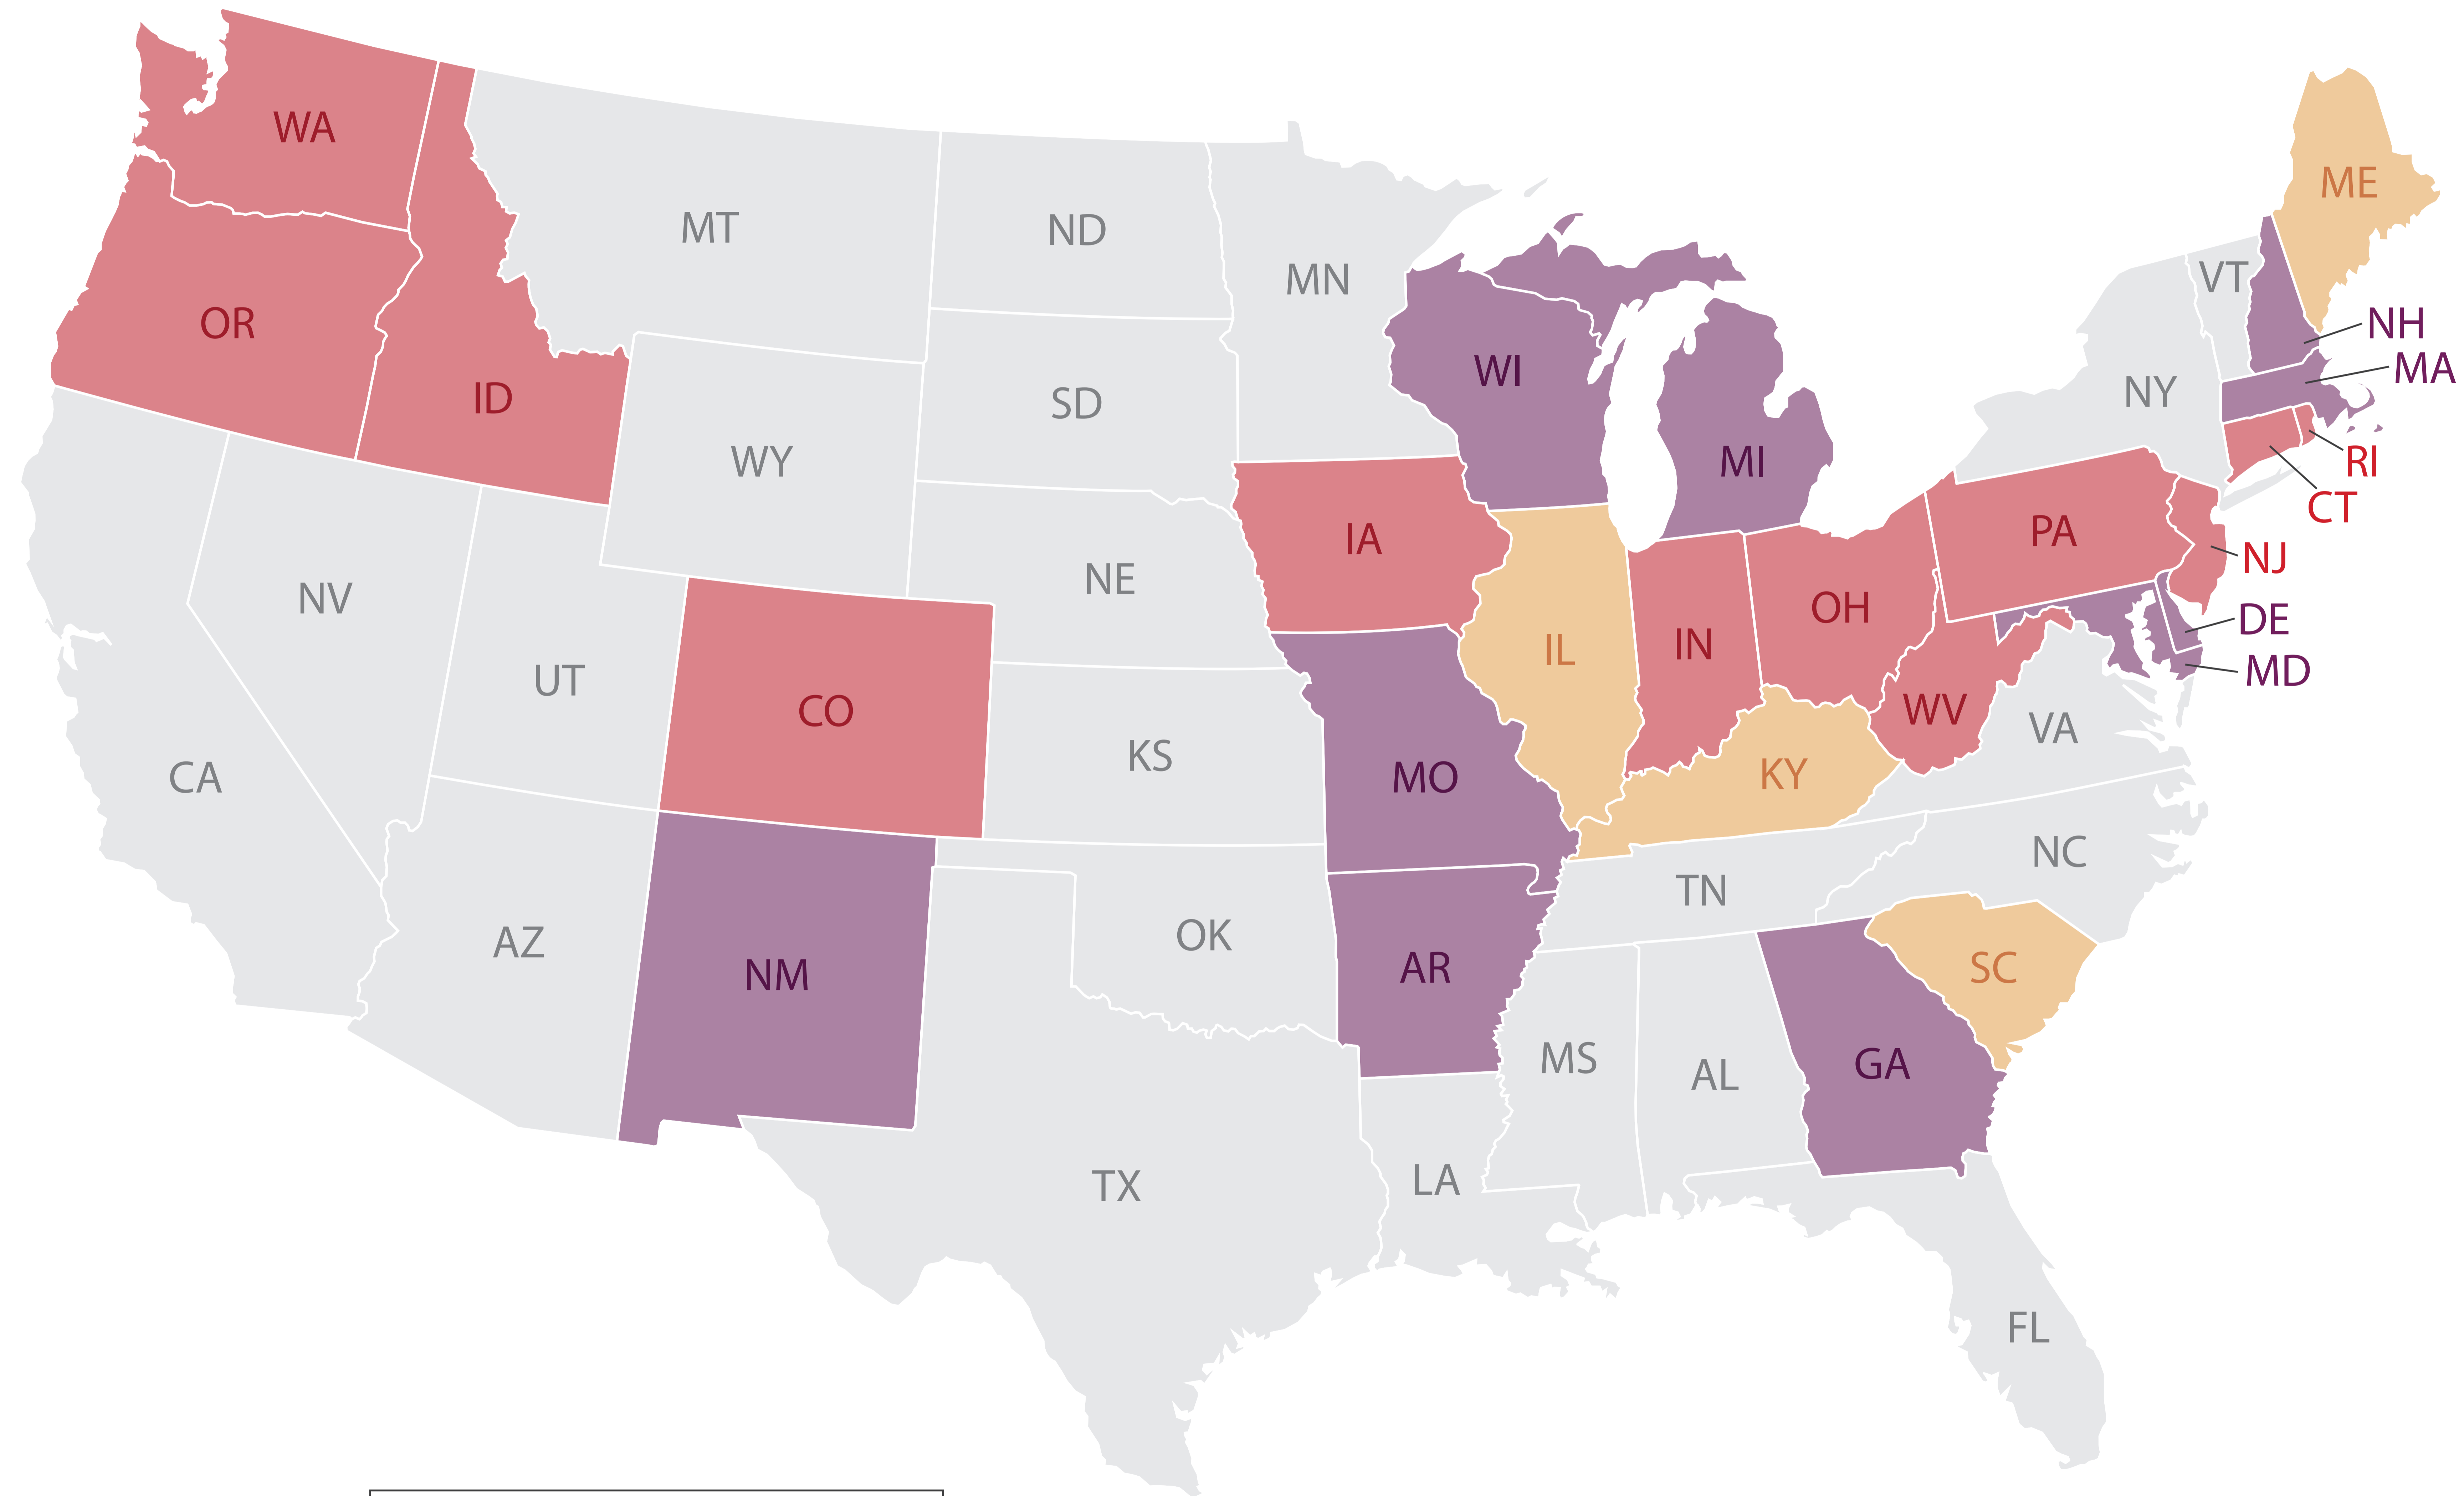 WA
ME
MT
ND
VT
MN
NH
OR
MA
WI
NY
ID
SD
WY
MI
RI
CT
IA
PA
NJ
NE
NV
OH
DE
IN
IL
MD
UT
CO
WV
VA
KS
KY
CA
MO
NC
TN
OK
AZ
AR
SC
NM
MS
GA
AL
LA
TX
FL